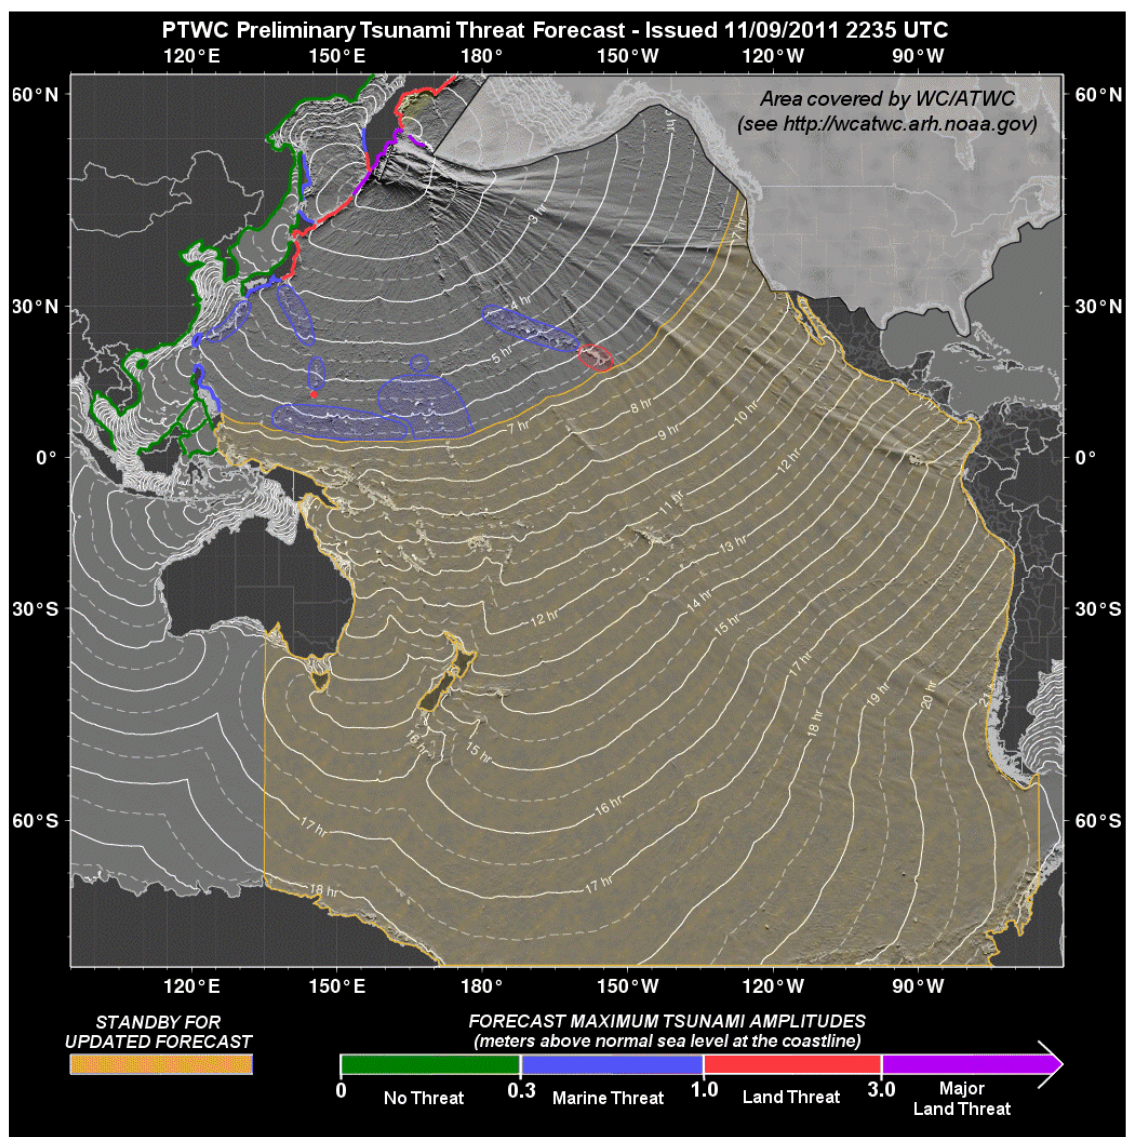 PTWC Preliminary Tsunami Threat Forecast - Issued 11/09/2011 2235 UTC
120°E 150°E 180° 150°W 120°W 90°W
60°N 60°N
Area covered by WC/ATWC
(see http://wcatwc.arh.noaa.gov)
3 hr
30°N 4 hr 30°N
5 hr
7 hr 8 hr 9 hr 10 hr
0° 12 hr 0°
11 hr
13 hr
30°S 12 hr 14 hr 15 hr 30°S
17 hr
18 hr 19 hr 20 hr 21
16 hr 15 hr
16 hr
60°S 17 hr 60°S
18 hr 17 hr
120°E 150°E 180° 150°W 120°W 90°W
STANDBY FOR
UPDATED FORECAST
FORECAST MAXIMUM TSUNAMI AMPLITUDES
(meters above normal sea level at the coastline)
0 No Threat 0.3 Marine Threat 1.0 Land Threat 3.0 Major
Land Threat